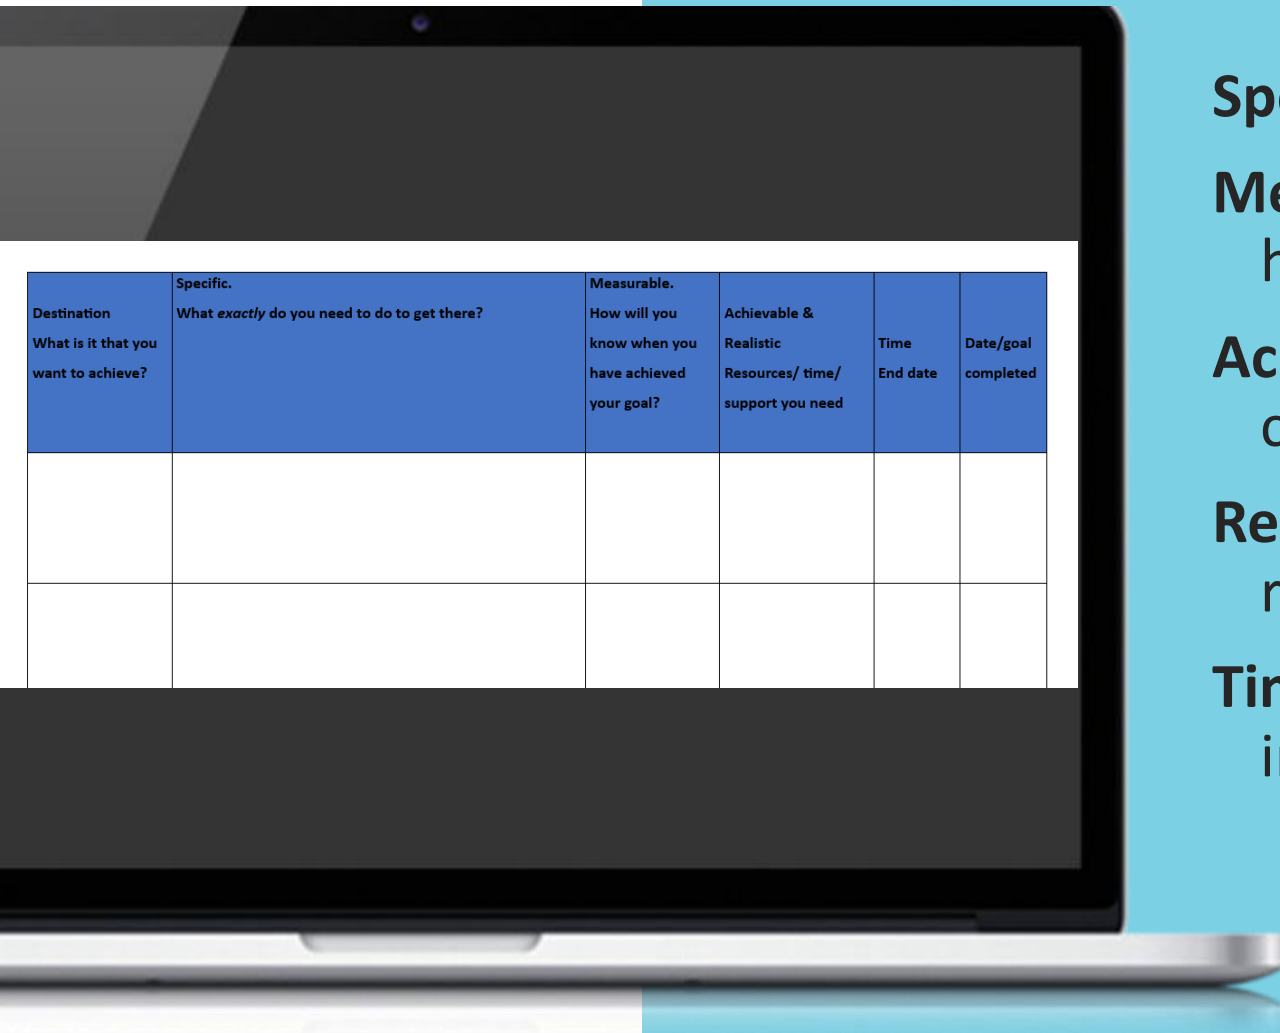 Destination
What is it that you
want to achieve?
Specific.
What exactly do you need to do to get there?
Measurable.
How will you
know when you
have achieved
your goal?
Achievable &
Realistic
Resources/ time/
support you need
Time
End date
Date/goal
completed